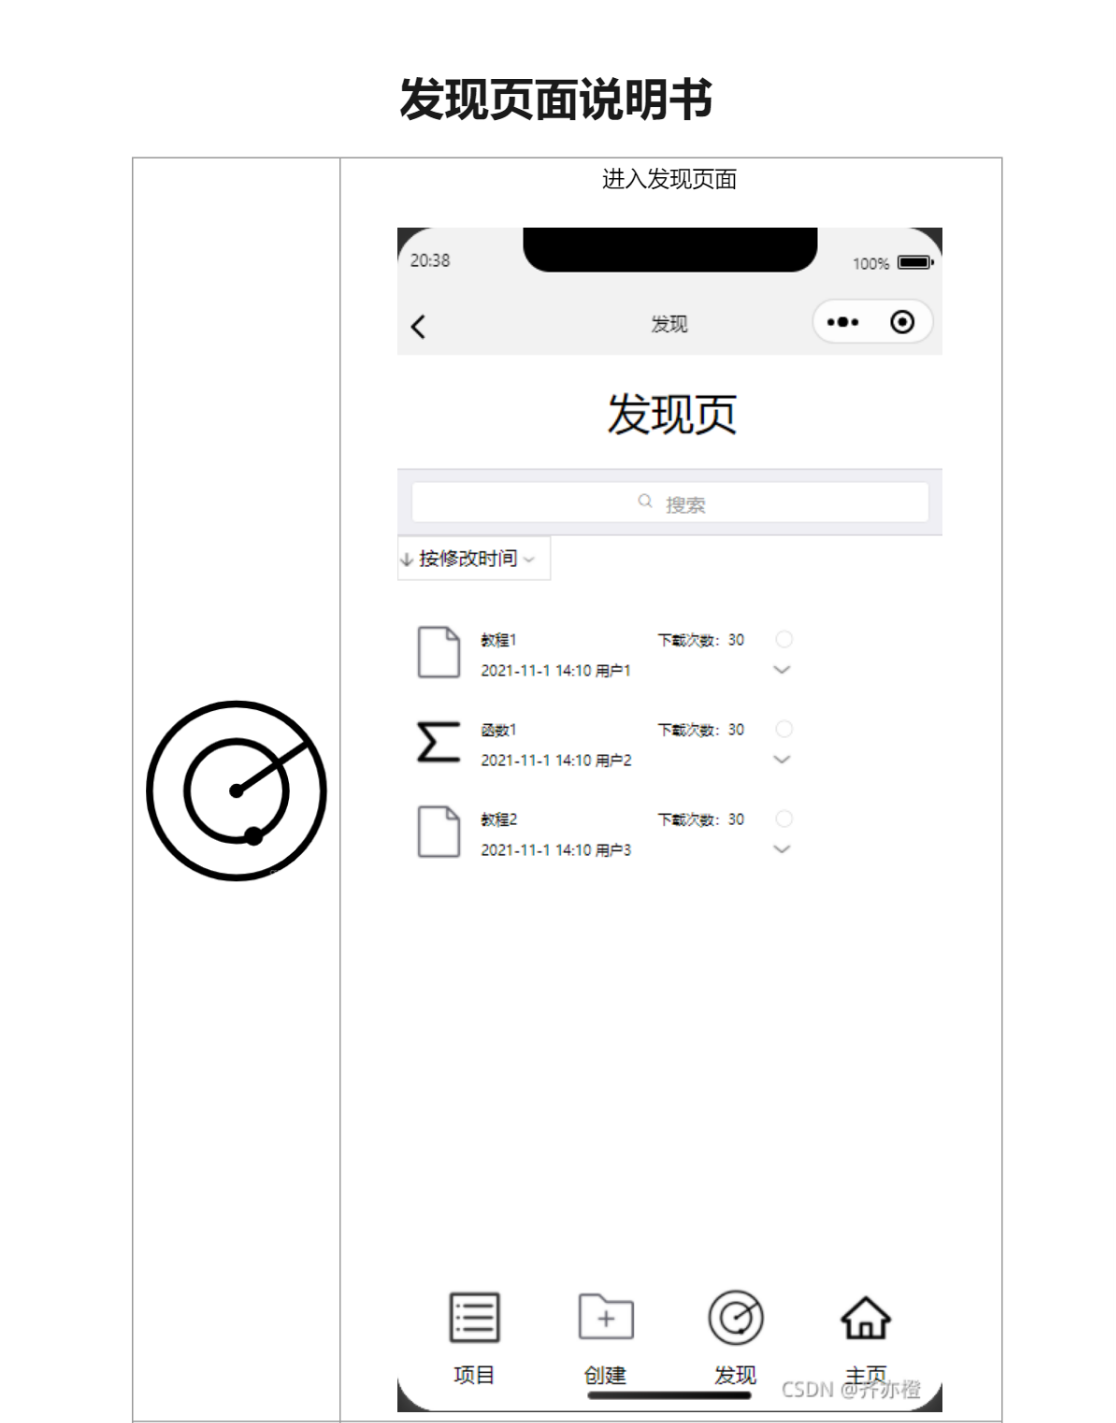 发现页面说明书
进入发现页面
20:38
100%
发现
发现页
搜索
按修改时间
教程1 下载次数：30
2021-11-1 14:10 用户1
函数1 下载次数：30
2021-11-1 14:10 用户2
教程2 下载次数：30
2021-11-1 14:10 用户3
项目 创建 发现 主页
CSDN @齐亦橙